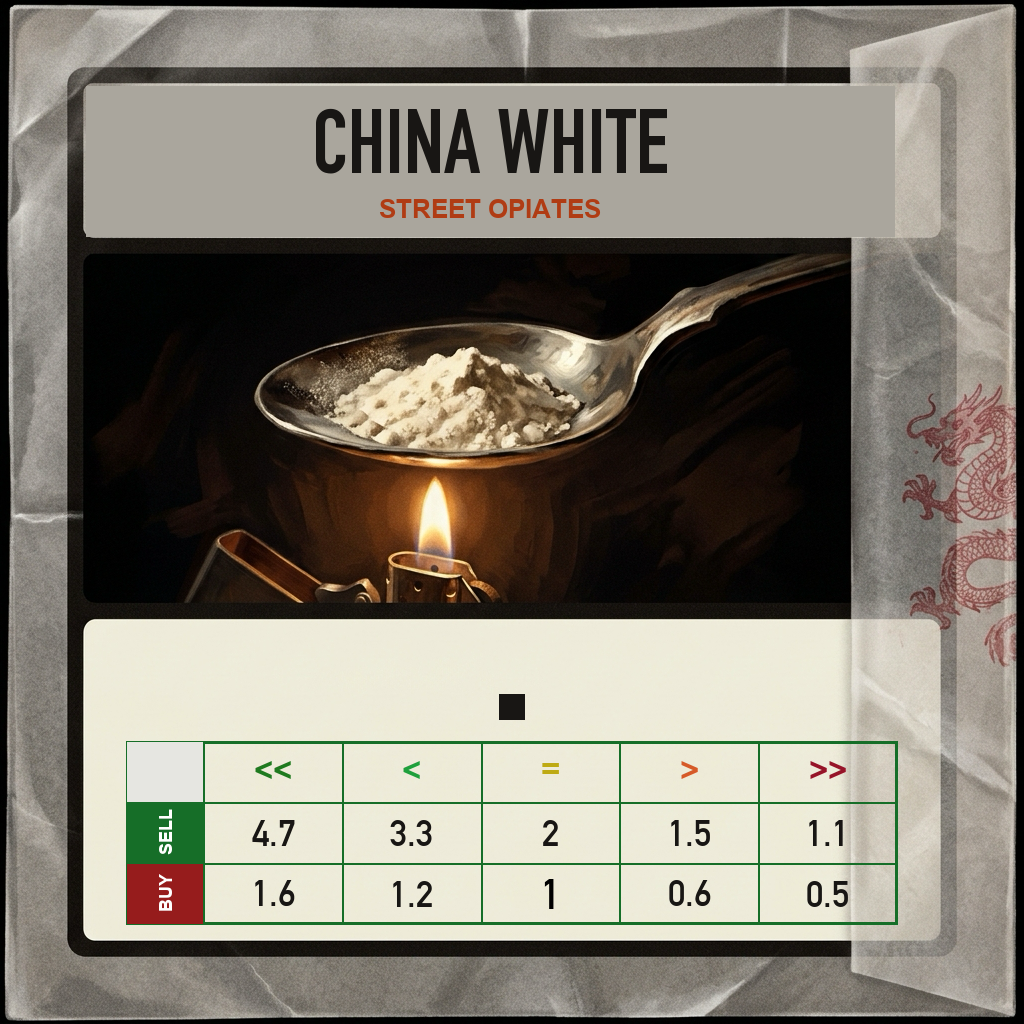 CHINA WHITE
STREET OPIATES
<< < = > >>
SELL 4.7 3.3 2 1.5 1.1
BUY 1.6 1.2 1 0.6 0.5